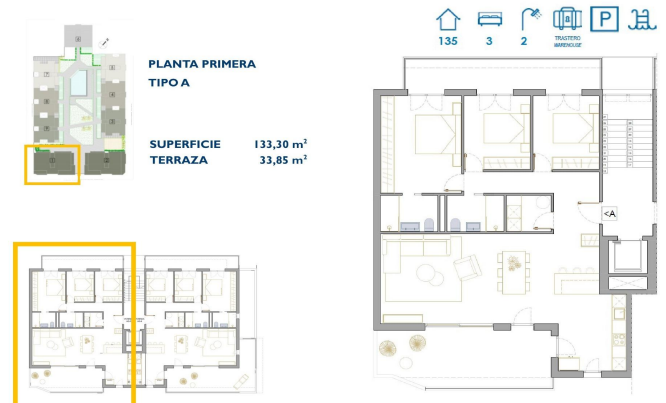 135
3
2
TRASTERO
WAREHOUSE
P
PLANTA PRIMERA
TIPO A
SUPERFICIE 133,30 m²
TERRAZA 33,85 m²
<A